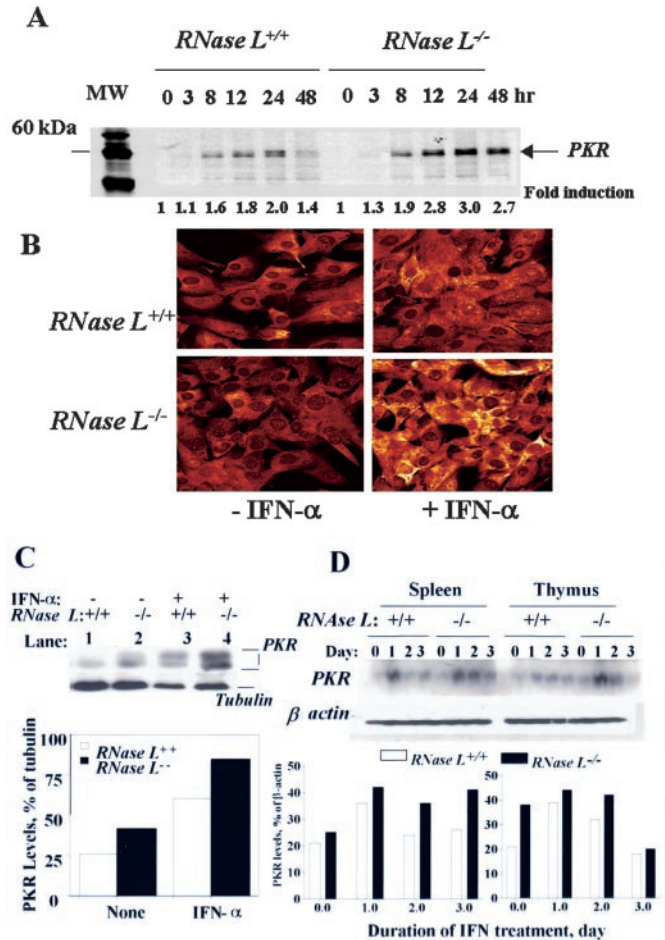 A
RNase L+/+ RNase L-/-
MW 0 3 8 12 24 48 0 3 8 12 24 48 hr
60 kDa
PKR
Fold induction
1 1.1 1.6 1.8 2.0 1.4 1 1.3 1.9 2.8 3.0 2.7
B
RNase L+/+
RNase L-/-
- IFN-α + IFN-α
C
IFN-α: - - + +
RNase L: +/+ -/- +/+ -/-
Lane: 1 2 3 4 PKR
Tubulin
100
75
50
25
0
PKR Levels, % of tubulin
RNase L++
RNase L--
None IFN- α
D
Spleen Thymus
RNAse L: +/+ -/- +/+ -/-
Day: 0 1 2 3 0 1 2 3 0 1 2 3 0 1 2 3
PKR
β actin
RNase L+/+ RNase L-/-
PKR levels, % of β-actin
50
40
30
20
10
0
50
40
30
20
10
0
0.0 1.0 2.0 3.0 0.0 1.0 2.0 3.0
Duration of IFN treatment, day